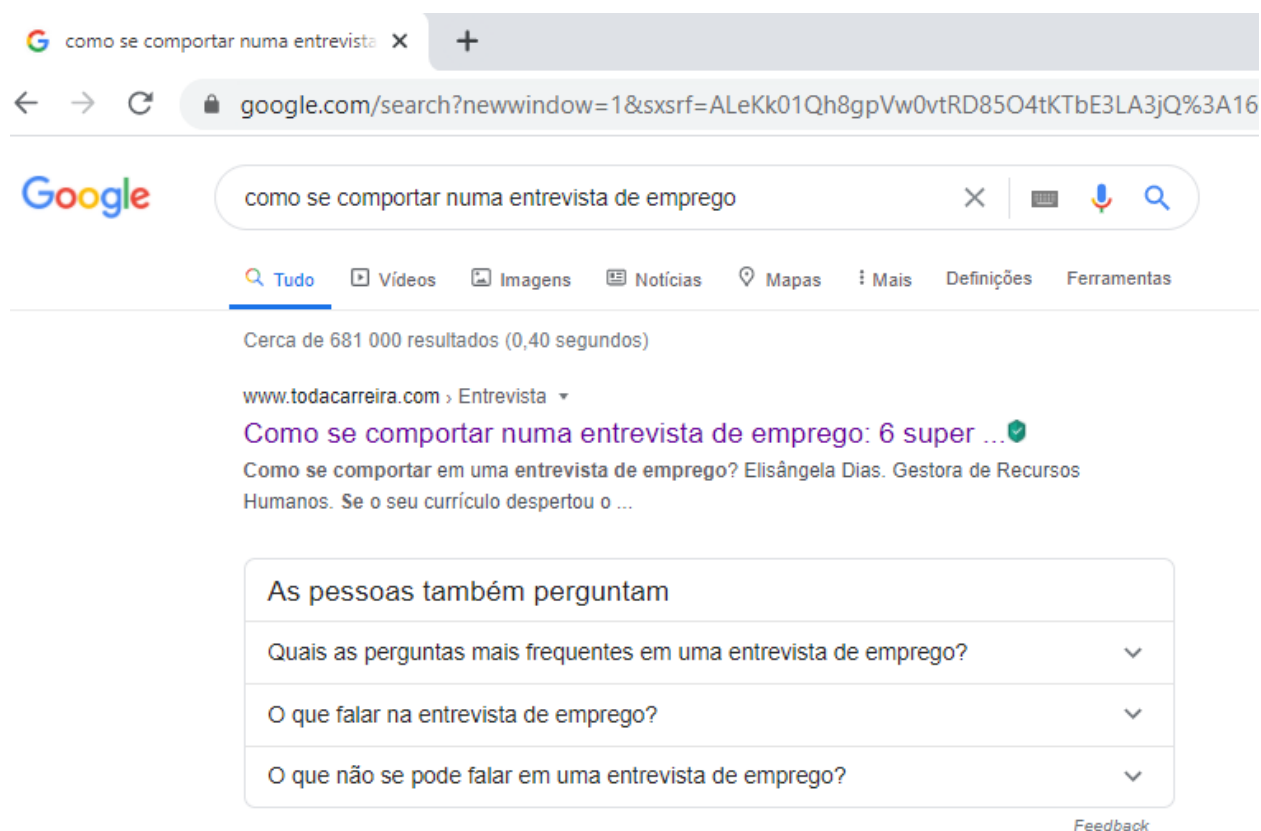 como se comportar numa entrevista
google.com/search?newwindow=1&sxsrf=ALeKk01Qh8gpVw0vtRD85O4tKTbE3LA3jQ%3A16
Google como se comportar numa entrevista de emprego
Tudo Vídeos Imagens Notícias Mapas Mais Definições Ferramentas
Cerca de 681 000 resultados (0,40 segundos)
www.todacarreira.com › Entrevista
Como se comportar numa entrevista de emprego: 6 super ...
Como se comportar em uma entrevista de emprego? Elisângela Dias. Gestora de Recursos
Humanos. Se o seu currículo despertou o ...
As pessoas também perguntam
Quais as perguntas mais frequentes em uma entrevista de emprego?
O que falar na entrevista de emprego?
O que não se pode falar em uma entrevista de emprego?
Feedback